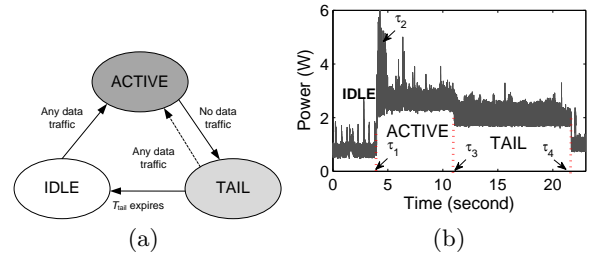 ACTIVE
Any data
traffic
No data
traffic
Any data
traffic
IDLE
TAIL
Ttail expires
(a)
Power (W)
6
4
2
0
τ2
IDLE
ACTIVE
TAIL
τ1
τ3
τ4
0 5 10 15 20
Time (second)
(b)